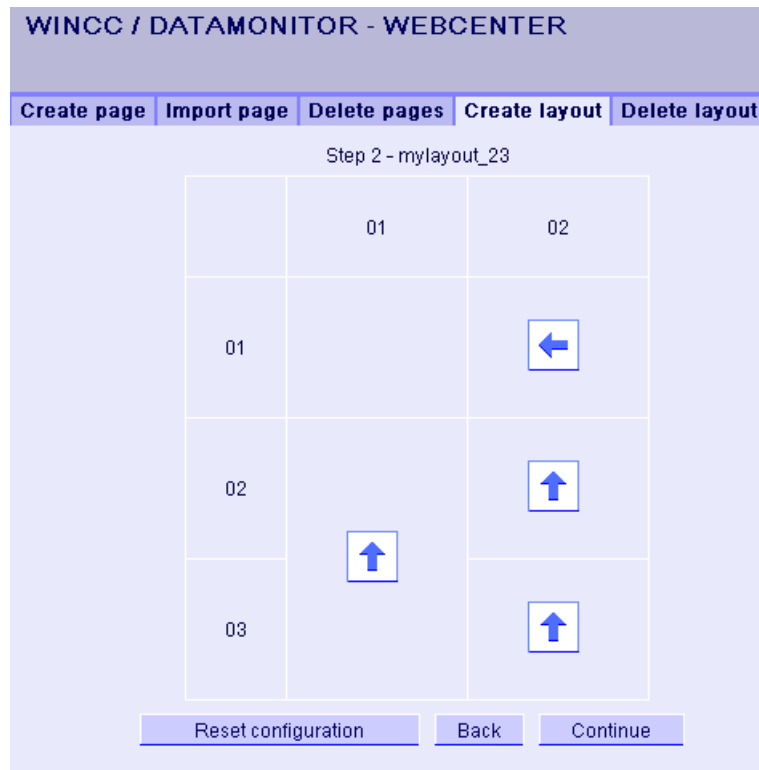 WINCC / DATAMONITOR - WEBCENTER
Create page Import page Delete pages Create layout Delete layout
Step 2 - mylayout_23
01 02
01
02
03
Reset configuration Back Continue